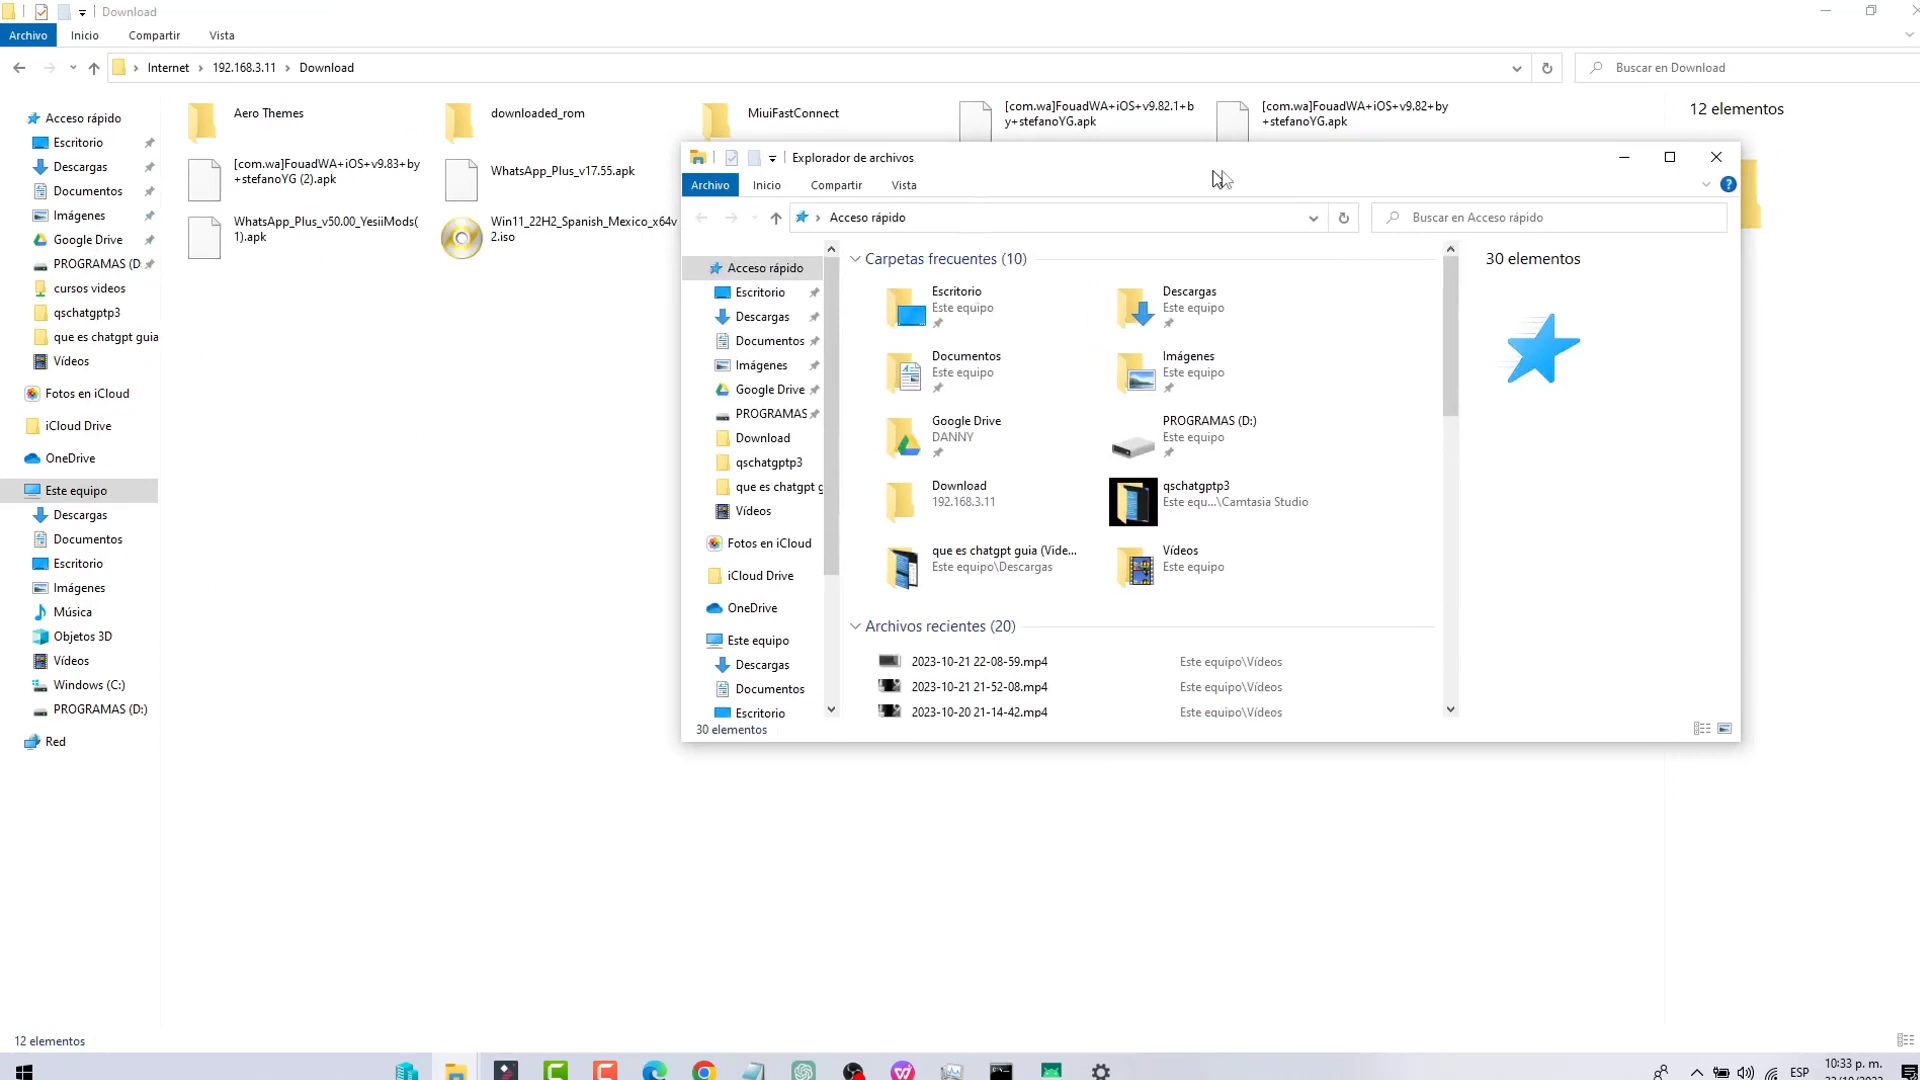 Download
Archivo
Inicio
Compartir
Vista
Internet
192.168.3.11
Download
Buscar en Download
Acceso rápido
Escritorio
Descargas
Documentos
Imágenes
Google Drive
PROGRAMAS (D:
cursos videos
qschatgptp3
que es chatgpt guia
Vídeos
Fotos en iCloud
iCloud Drive
OneDrive
Este equipo
Descargas
Documentos
Escritorio
Imágenes
Música
Objetos 3D
Vídeos
Windows (C:)
PROGRAMAS (D:)
Red
Aero Themes
downloaded_rom
MiuiFastConnect
[com.wa]FouadWA+iOS+v9.82.1+b
y+stefanoYG.apk
[com.wa]FouadWA+iOS+v9.82+by
+stefanoYG.apk
[com.wa]FouadWA+iOS+v9.83+by
+stefanoYG (2).apk
WhatsApp_Plus_v17.55.apk
WhatsApp_Plus_v50.00_YesiiMods(
1).apk
Win11_22H2_Spanish_Mexico_x64v
2.iso
12 elementos
Explorador de archivos
Archivo
Inicio
Compartir
Vista
Acceso rápido
Buscar en Acceso rápido
Acceso rápido
Escritorio
Descargas
Documentos
Imágenes
Google Drive
PROGRAMAS
Download
qschatgptp3
que es chatgpt g
Vídeos
Fotos en iCloud
iCloud Drive
OneDrive
Este equipo
Descargas
Documentos
Escritorio
Carpetas frecuentes (10)
Escritorio
Este equipo
Descargas
Este equipo
Documentos
Este equipo
Imágenes
Este equipo
Google Drive
DANNY
PROGRAMAS (D:)
Este equipo
Download
192.168.3.11
qschatgptp3
Este equ...\Camtasia Studio
que es chatgpt guia (Vide...
Este equipo\Descargas
Vídeos
Este equipo
Archivos recientes (20)
2023-10-21 22-08-59.mp4
Este equipo\Vídeos
2023-10-21 21-52-08.mp4
Este equipo\Vídeos
2023-10-20 21-14-42.mp4
Este equipo\Vídeos
30 elementos
30 elementos
12 elementos
ESP
10:33 p. m.